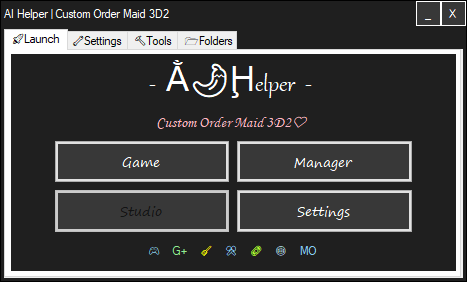 AI Helper | Custom Order Maid 3D2
_ X
Launch Settings Tools Folders
- Ǡ🌶Ḩelper -
Custom Order Maid 3D2♡
Game Manager
Studio Settings
G+ MO